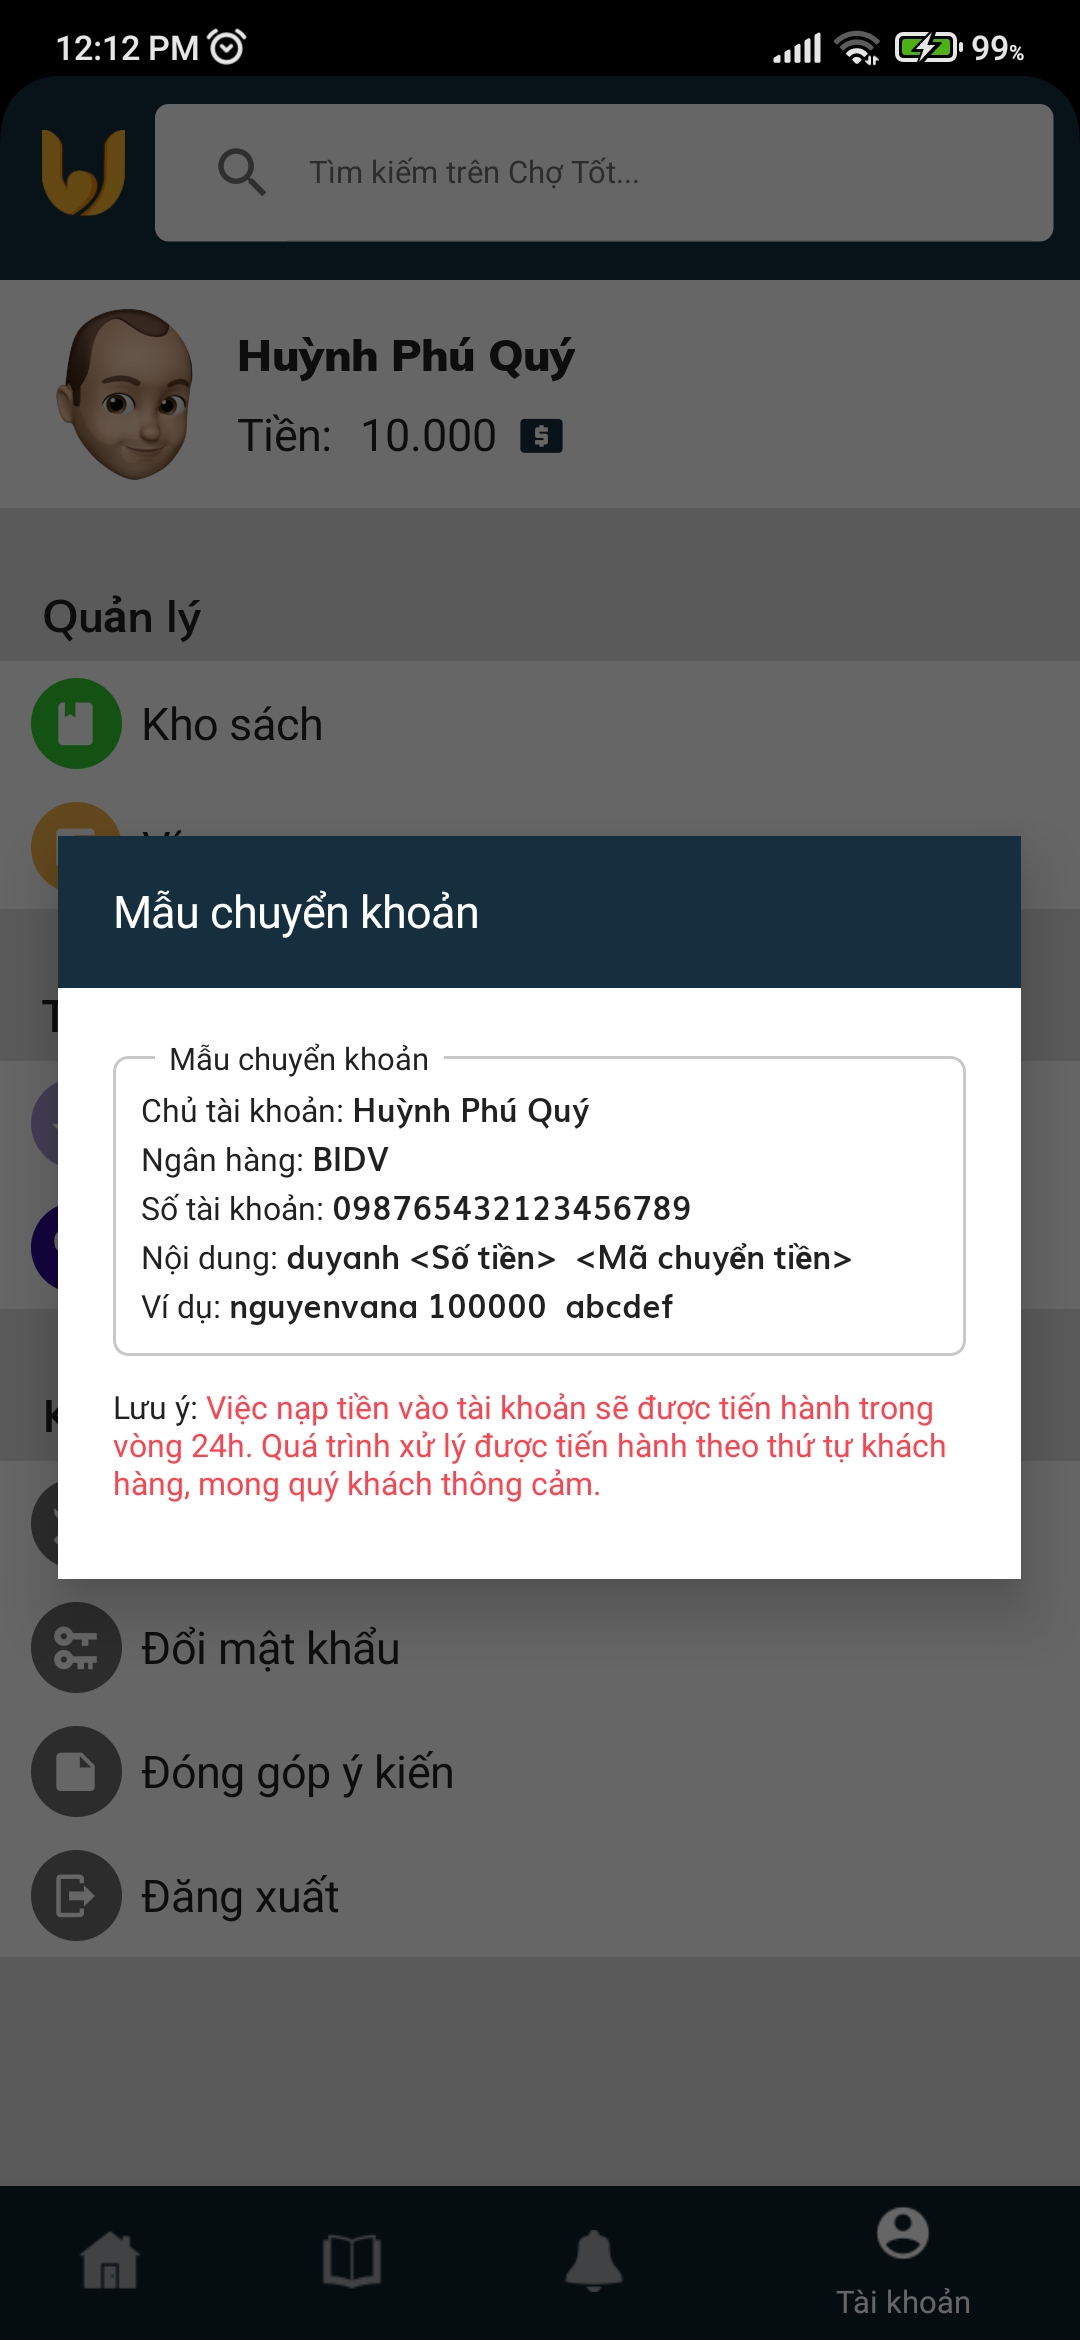 12:12 PM
99%
Tìm kiếm trên Chợ Tốt...
Huỳnh Phú Quý
Tiền: 10.000
Quản lý
Kho sách
Mẫu chuyển khoản
Mẫu chuyển khoản
Chủ tài khoản: Huỳnh Phú Quý
Ngân hàng: BIDV
Số tài khoản: 098765432123456789
Nội dung: duyanh <Số tiền> <Mã chuyển tiền>
Ví dụ: nguyenvana 100000 abcdef
Lưu ý: Việc nạp tiền vào tài khoản sẽ được tiến hành trong
vòng 24h. Quá trình xử lý được tiến hành theo thứ tự khách
hàng, mong quý khách thông cảm.
Đổi mật khẩu
Đóng góp ý kiến
Đăng xuất
Tài khoản